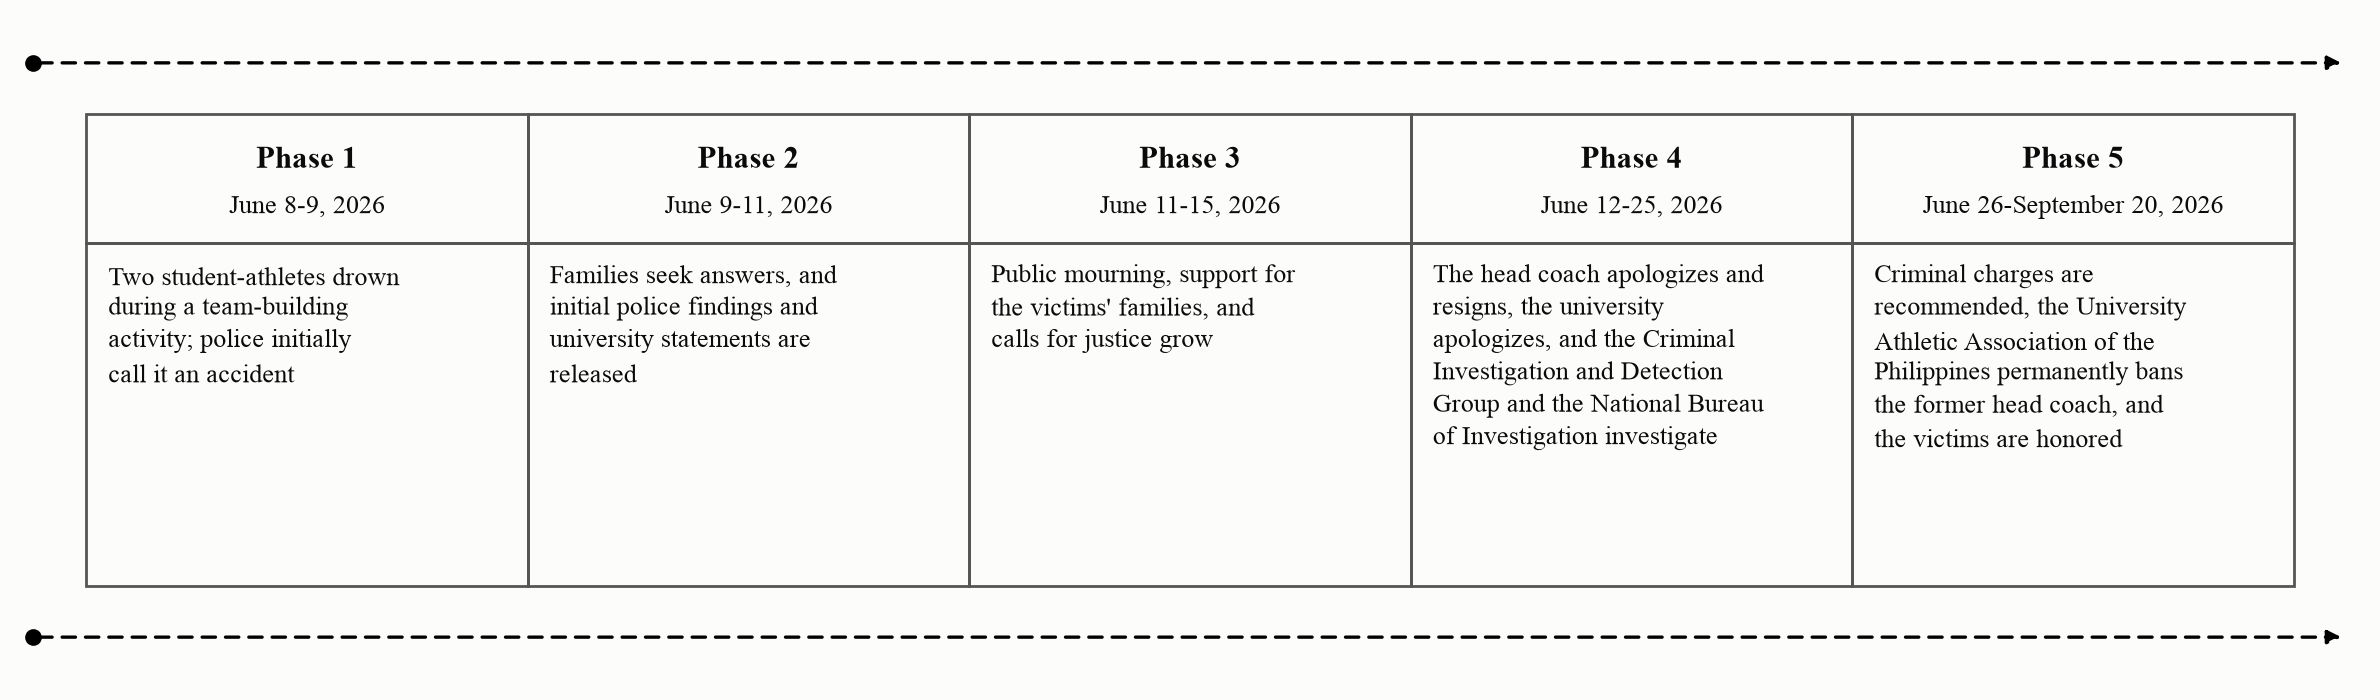 Phase 1
June 8-9, 2026
Two student-athletes drown
during a team-building
activity; police initially
call it an accident
Phase 2
June 9-11, 2026
Families seek answers, and
initial police findings and
university statements are
released
Phase 3
June 11-15, 2026
Public mourning, support for
the victims' families, and
calls for justice grow
Phase 4
June 12-25, 2026
The head coach apologizes and
resigns, the university
apologizes, and the Criminal
Investigation and Detection
Group and the National Bureau
of Investigation investigate
Phase 5
June 26-September 20, 2026
Criminal charges are
recommended, the University
Athletic Association of the
Philippines permanently bans
the former head coach, and
the victims are honored